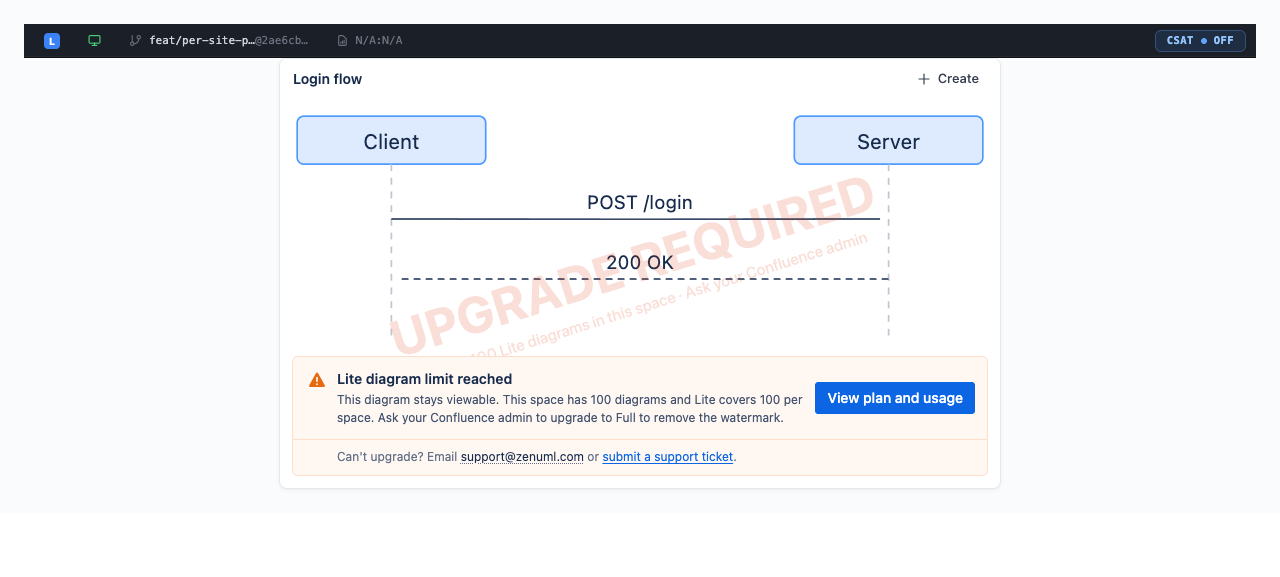 L feat/per-site-p…@2ae6cb… N/A:N/A CSAT OFF
Login flow
Create
Client
Server
POST /login
200 OK
UPGRADE REQUIRED
100 Lite diagrams in this space · Ask your Confluence admin
Lite diagram limit reached
This diagram stays viewable. This space has 100 diagrams and Lite covers 100 per
space. Ask your Confluence admin to upgrade to Full to remove the watermark.
View plan and usage
Can't upgrade? Email support@zenuml.com or submit a support ticket.